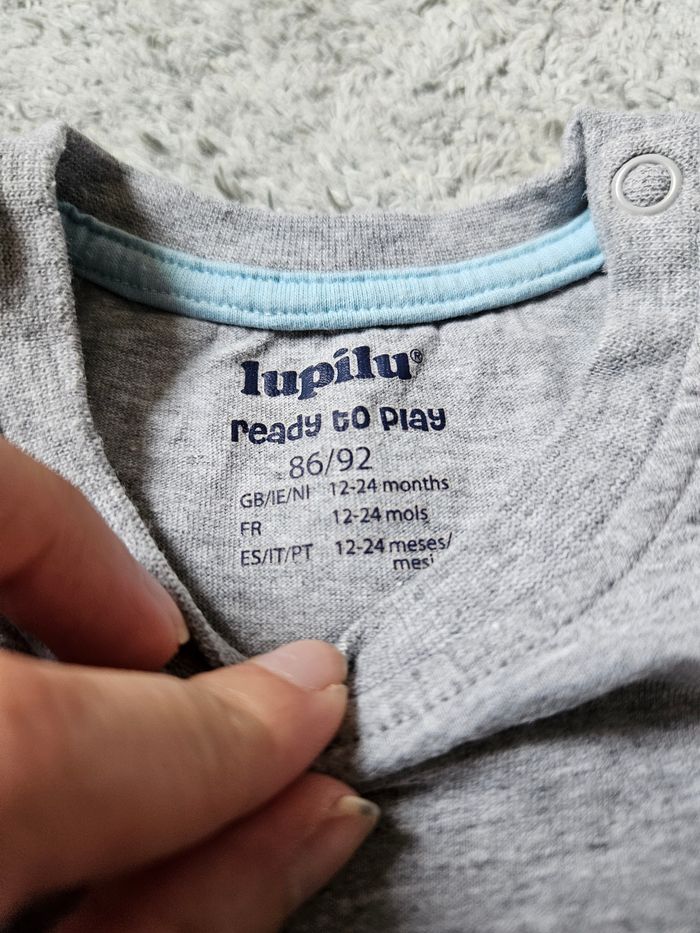 lupilu®
ready to play
86/92
GB/IE/NI 12-24 months
FR 12-24 mois
ES/IT/PT 12-24 meses/
mesi